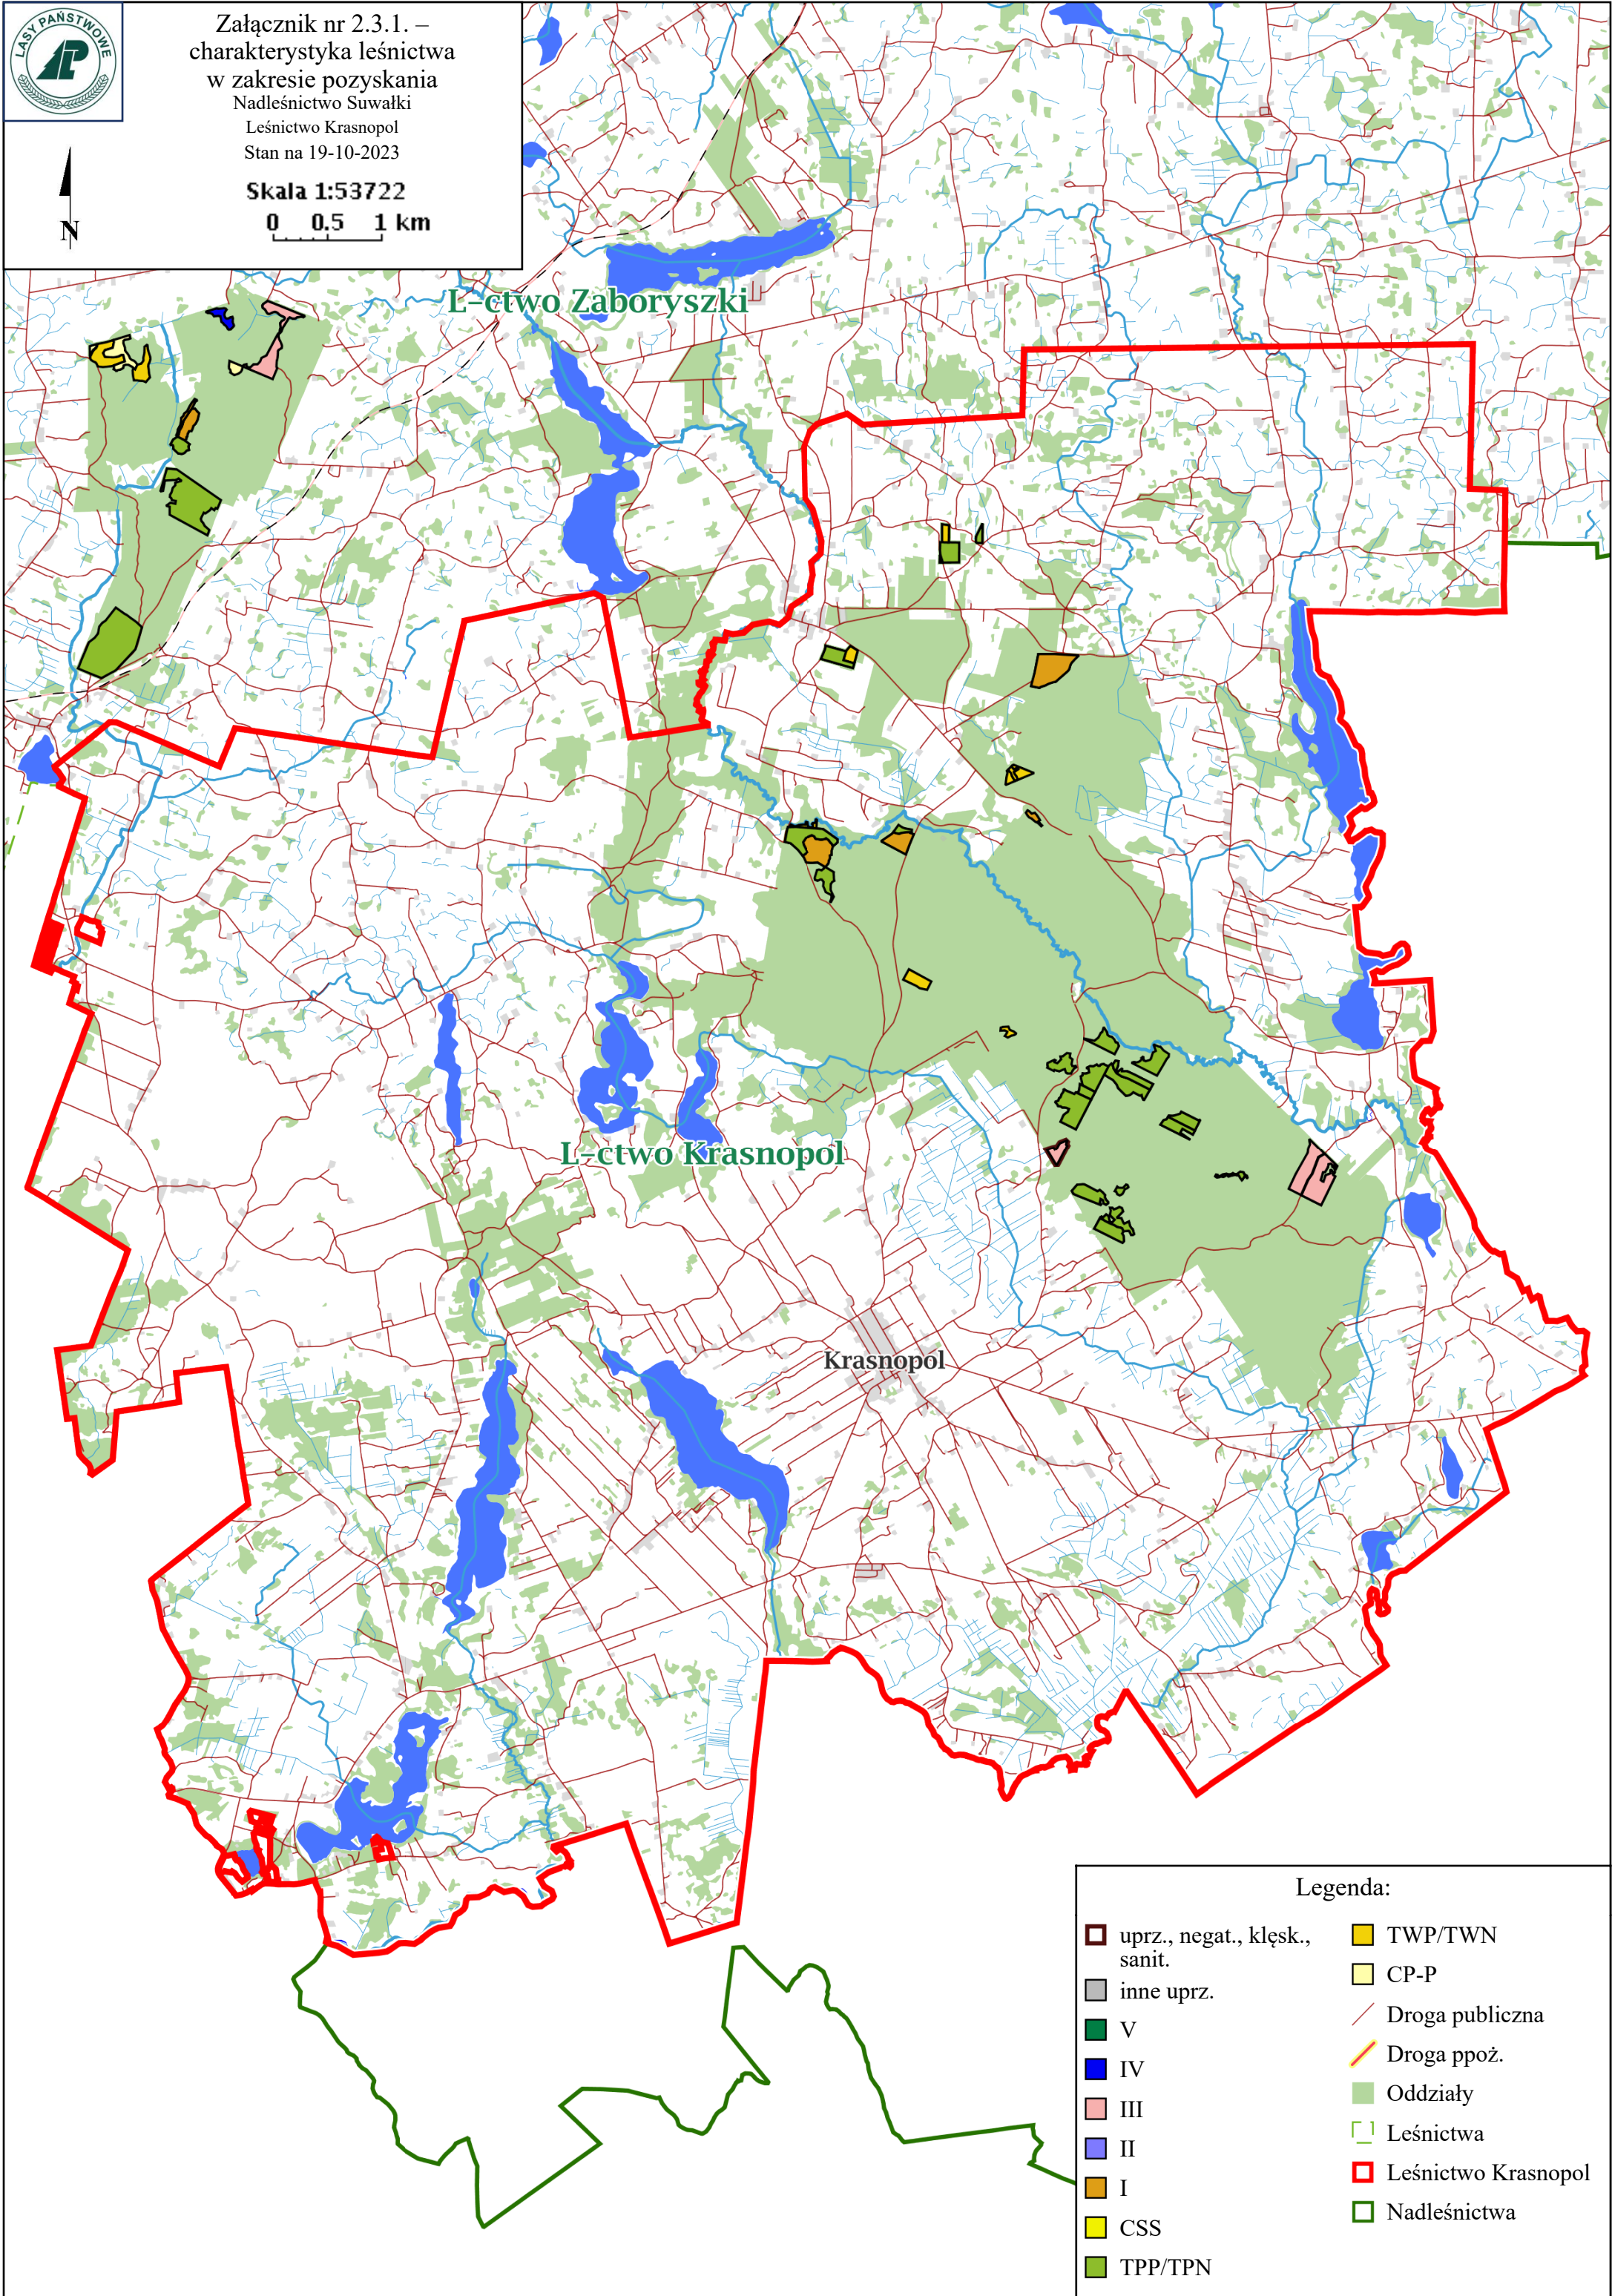 LASY PAŃSTWOWE
LP
Załącznik nr 2.3.1. –
charakterystyka leśnictwa
w zakresie pozyskania
Nadleśnictwo Suwałki
Leśnictwo Krasnopol
Stan na 19-10-2023
Skala 1:53722
0 0.5 1 km
N
L-ctwo Zaboryszki
L-ctwo Krasnopol
Krasnopol
Legenda:
uprz., negat., klęsk.,
sanit.
inne uprz.
V
IV
III
II
I
CSS
TPP/TPN
TWP/TWN
CP-P
Droga publiczna
Droga ppoż.
Oddziały
Leśnictwa
Leśnictwo Krasnopol
Nadleśnictwa